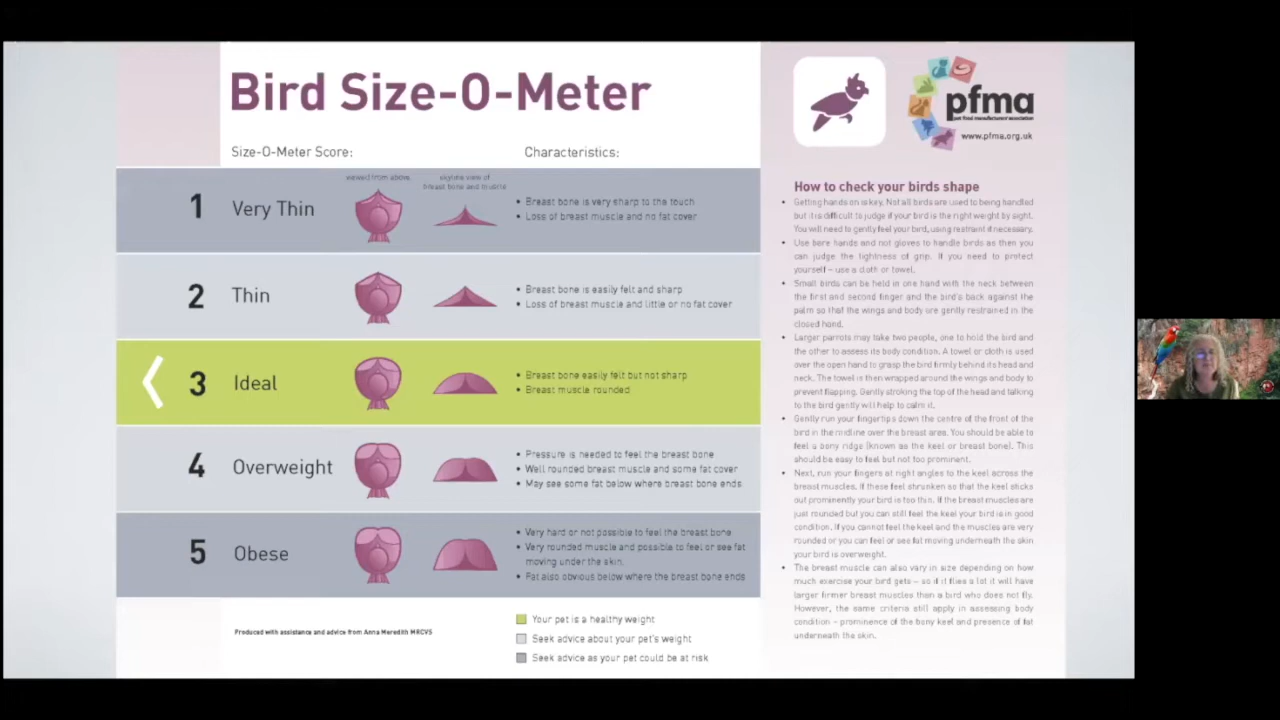 Bird Size-O-Meter
Size-O-Meter Score:
Characteristics:
viewed from above
skyline view of
breast bone and muscle
1
Very Thin
• Breast bone is very sharp to the touch
• Loss of breast muscle and no fat cover
2
Thin
• Breast bone is easily felt and sharp
• Loss of breast muscle and little or no fat cover
3
Ideal
• Breast bone easily felt but not sharp
• Breast muscle rounded
4
Overweight
• Pressure is needed to feel the breast bone
• Well rounded breast muscle and some fat cover
• May see some fat below where breast bone ends
5
Obese
• Very hard or not possible to feel the breast bone
• Very rounded muscle and possible to feel or see fat
moving under the skin.
• Fat also obvious below where the breast bone ends
Your pet is a healthy weight
Seek advice about your pet's weight
Seek advice as your pet could be at risk
Produced with assistance and advice from Anna Meredith MRCVS
pfma
pet food manufacturers association
www.pfma.org.uk
How to check your birds shape
• Getting hands on is key. Not all birds are used to being handled
but it is difficult to judge if your bird is the right weight by sight.
You will need to gently feel your bird, using restraint if necessary.
• Use bare hands and not gloves to handle birds as then you
can judge the tightness of grip. If you need to protect
yourself – use a cloth or towel.
• Small birds can be held in one hand with the neck between
the first and second finger and the bird's back against the
palm so that the wings and body are gently restrained in the
closed hand.
• Larger parrots may take two people, one to hold the bird and
the other to assess its body condition. A towel or cloth is used
over the open hand to grasp the bird firmly behind its head and
neck. The towel is then wrapped around the wings and body to
prevent flapping. Gently stroking the top of the head and talking
to the bird gently will help to calm it.
• Gently run your fingertips down the centre of the front of the
bird in the midline over the breast area. You should be able to
feel a bony ridge (known as the keel or breast bone). This
should be easy to feel but not too prominent.
• Next, run your fingers at right angles to the keel across the
breast muscles. If these feel shrunken so that the keel sticks
out prominently your bird is too thin. If the breast muscles are
just rounded but you can still feel the keel your bird is in good
condition. If you cannot feel the keel and the muscles are very
rounded or you can feel or see fat moving underneath the skin
your bird is overweight.
• The breast muscle can also vary in size depending on how
much exercise your bird gets – so if it flies a lot it will have
larger firmer breast muscles than a bird who does not fly.
However, the same criteria still apply in assessing body
condition – prominence of the bony keel and presence of fat
underneath the skin.